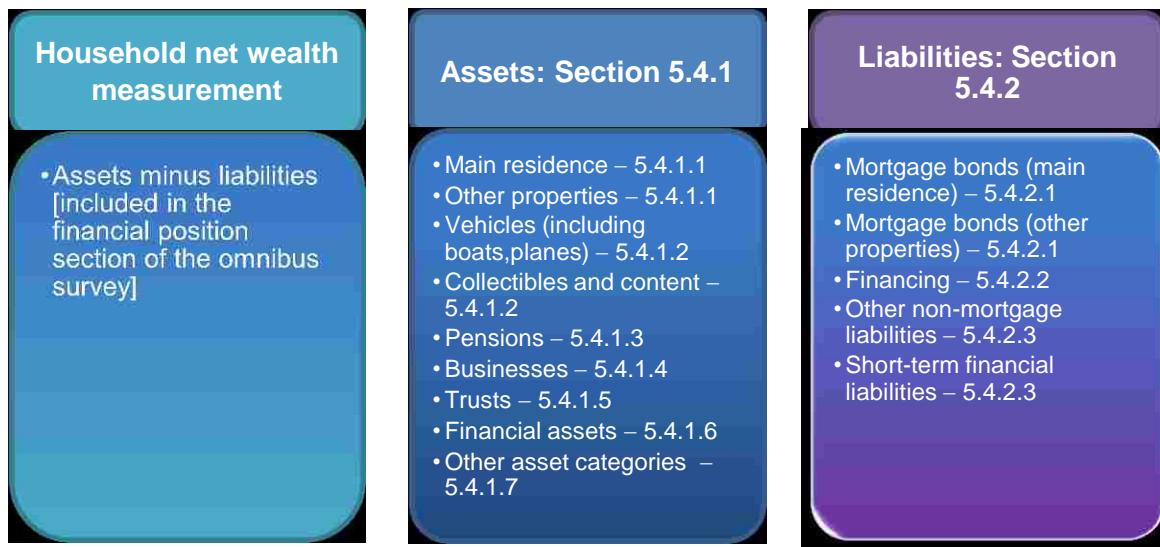 Household net wealth
measurement
• Assets minus liabilities
[included in the
financial position
section of the omnibus
survey]
Assets: Section 5.4.1
• Main residence – 5.4.1.1
• Other properties – 5.4.1.1
• Vehicles (including
boats,planes) – 5.4.1.2
• Collectibles and content –
5.4.1.2
• Pensions – 5.4.1.3
• Businesses – 5.4.1.4
• Trusts – 5.4.1.5
• Financial assets – 5.4.1.6
• Other asset categories –
5.4.1.7
Liabilities: Section
5.4.2
• Mortgage bonds (main
residence) – 5.4.2.1
• Mortgage bonds (other
properties) – 5.4.2.1
• Financing – 5.4.2.2
• Other non-mortgage
liabilities – 5.4.2.3
• Short-term financial
liabilities – 5.4.2.3